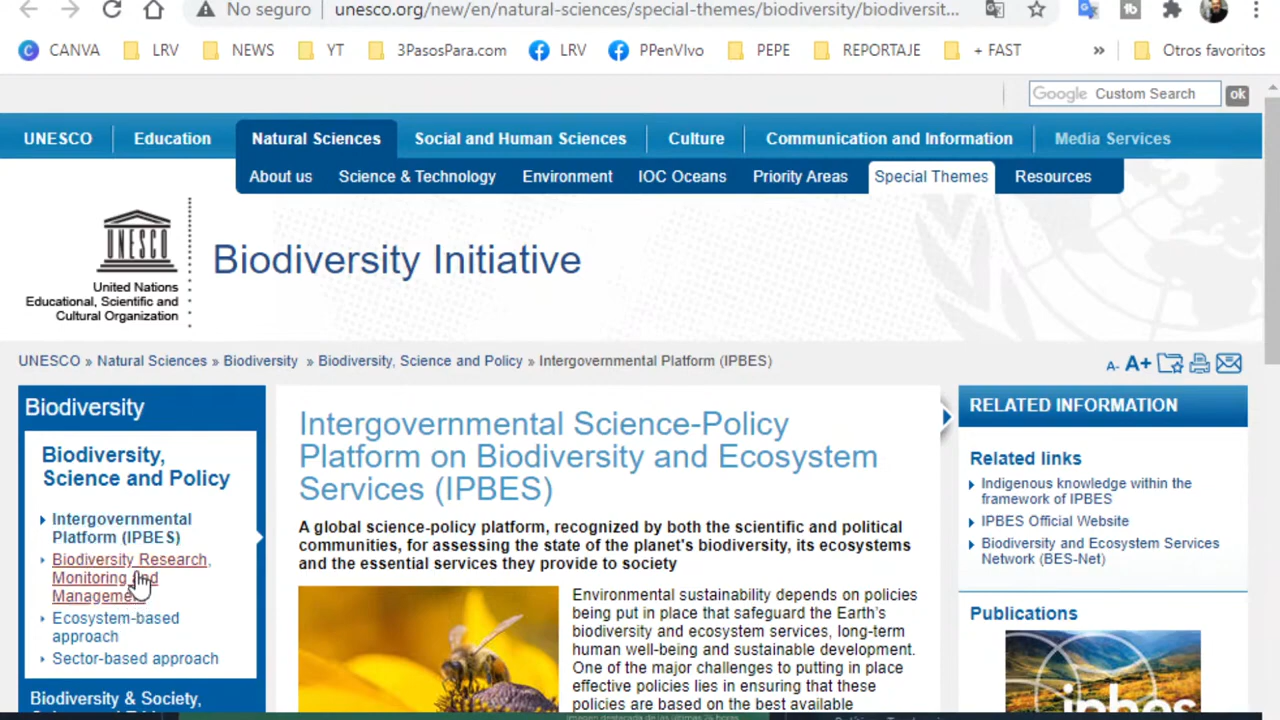 No seguro
unesco.org/new/en/natural-sciences/special-themes/biodiversity/biodiversit...
CANVA
LRV
NEWS
YT
3PasosPara.com
LRV
PPenVIvo
PEPE
REPORTAJE
+ FAST
»
Otros favoritos
Google Custom Search
ok
UNESCO
Education
Natural Sciences
Social and Human Sciences
Culture
Communication and Information
Media Services
About us
Science & Technology
Environment
IOC Oceans
Priority Areas
Special Themes
Resources
UNESCO
United Nations
Educational, Scientific and
Cultural Organization
Biodiversity Initiative
UNESCO » Natural Sciences » Biodiversity » Biodiversity, Science and Policy » Intergovernmental Platform (IPBES)
A- A+
Biodiversity
Biodiversity,
Science and Policy
Intergovernmental
Platform (IPBES)
Biodiversity Research,
Monitoring and
Management
Ecosystem-based
approach
Sector-based approach
Biodiversity & Society,
Intergovernmental Science-Policy
Platform on Biodiversity and Ecosystem
Services (IPBES)
A global science-policy platform, recognized by both the scientific and political
communities, for assessing the state of the planet's biodiversity, its ecosystems
and the essential services they provide to society
Environmental sustainability depends on policies
being put in place that safeguard the Earth's
biodiversity and ecosystem services, long-term
human well-being and sustainable development.
One of the major challenges to putting in place
effective policies lies in ensuring that these
policies are based on the best available
RELATED INFORMATION
Related links
Indigenous knowledge within the
framework of IPBES
IPBES Official Website
Biodiversity and Ecosystem Services
Network (BES-Net)
Publications
ipbes